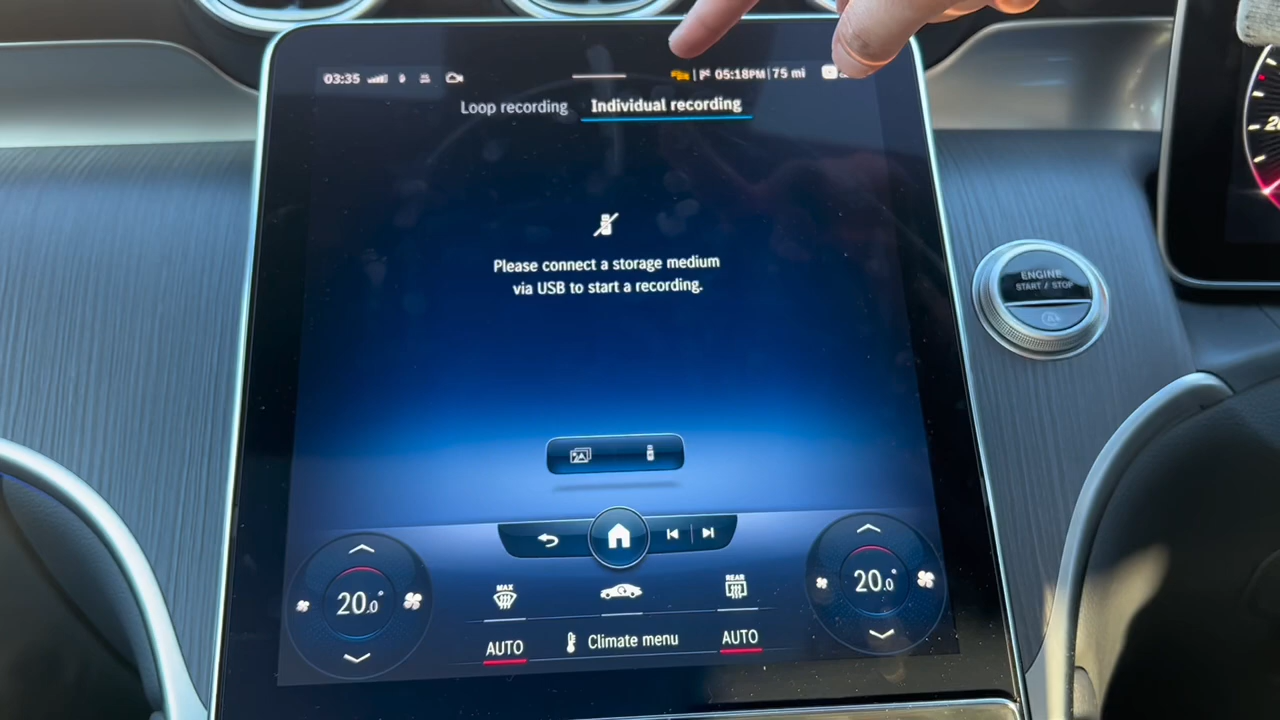 03:35 05:18PM 75 mi
Loop recording Individual recording
Please connect a storage medium
via USB to start a recording.
ENGINE
START / STOP
A
MAX REAR
20.0° 20.0°
AUTO Climate menu AUTO